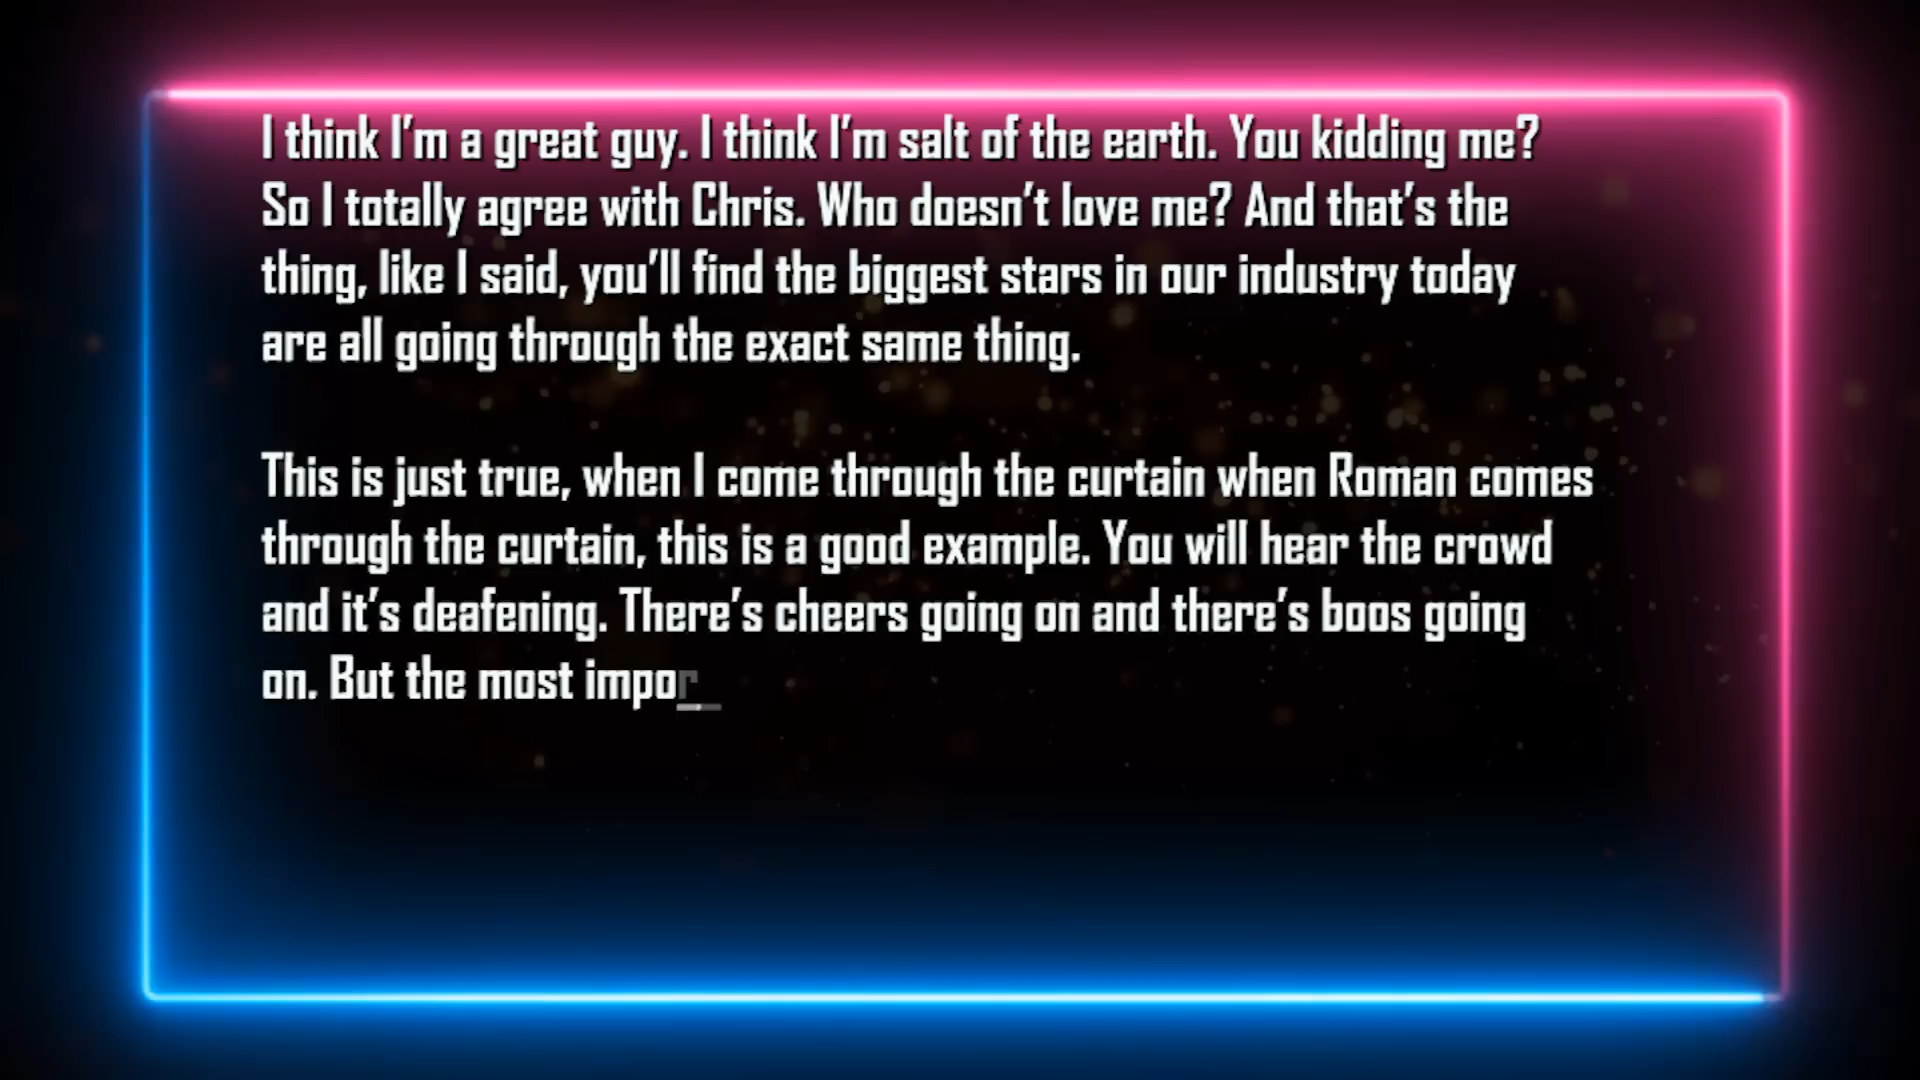 I think I'm a great guy. I think I'm salt of the earth. You kidding me?
So I totally agree with Chris. Who doesn't love me? And that's the
thing, like I said, you'll find the biggest stars in our industry today
are all going through the exact same thing.
This is just true, when I come through the curtain when Roman comes
through the curtain, this is a good example. You will hear the crowd
and it's deafening. There's cheers going on and there's boos going
on. But the most impor_